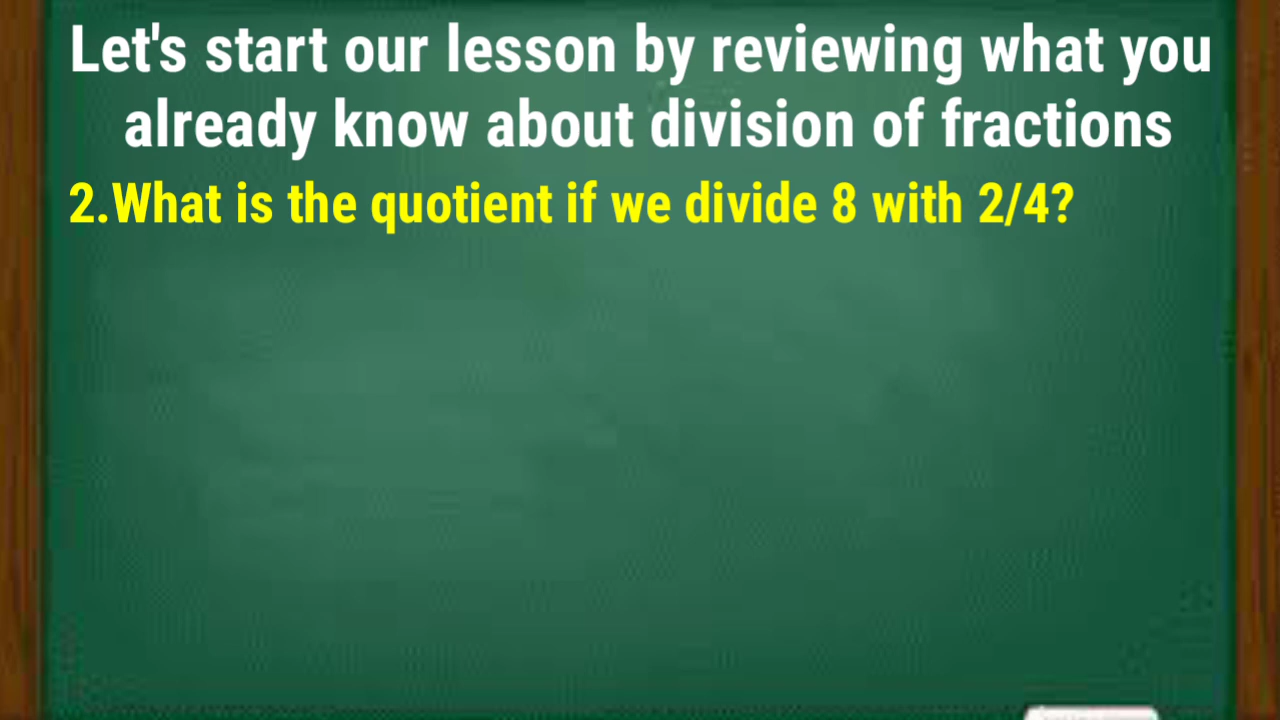 Let's start our lesson by reviewing what you
already know about division of fractions
2.What is the quotient if we divide 8 with 2/4?